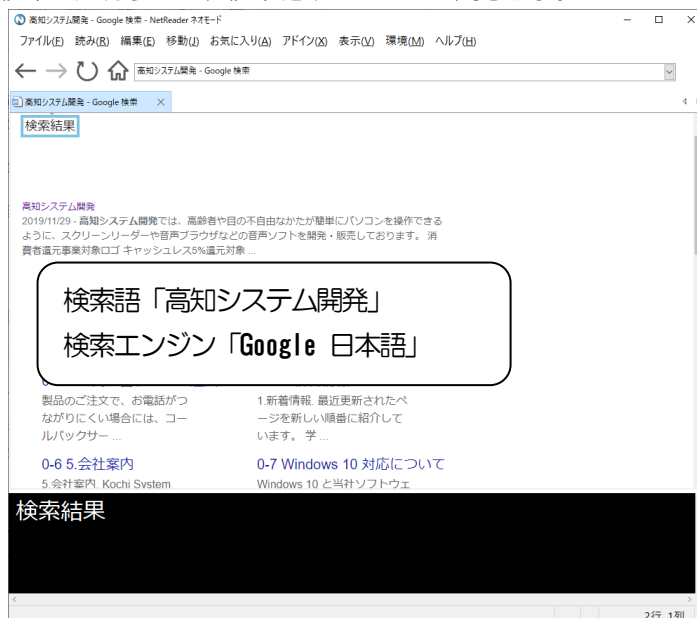 高知システム開発 - Google 検索 - NetReader ネオモード
ファイル(F) 読み(R) 編集(E) 移動(J) お気に入り(A) アドイン(X) 表示(V) 環境(M) ヘルプ(H)
高知システム開発 - Google 検索
高知システム開発 - Google 検索
検索結果
高知システム開発
2019/11/29 - 高知システム開発では、高齢者や目の不自由なかたが簡単にパソコンを操作できる
ように、スクリーンリーダーや音声ブラウザなどの音声ソフトを開発・販売しております。 消
費者還元事業対象ロゴ キャッシュレス5%還元対象 ...
検索語「高知システム開発」
検索エンジン「Google 日本語」
製品のご注文で、お電話がつ
ながりにくい場合には、コー
ルバックサー ...
1.新着情報. 最近更新されたペ
ージを新しい順番に紹介して
います。 学 ...
0-6 5.会社案内
5.会社案内. Kochi System
0-7 Windows 10 対応について
Windows 10 と当社ソフトウェ
検索結果
2行 1列